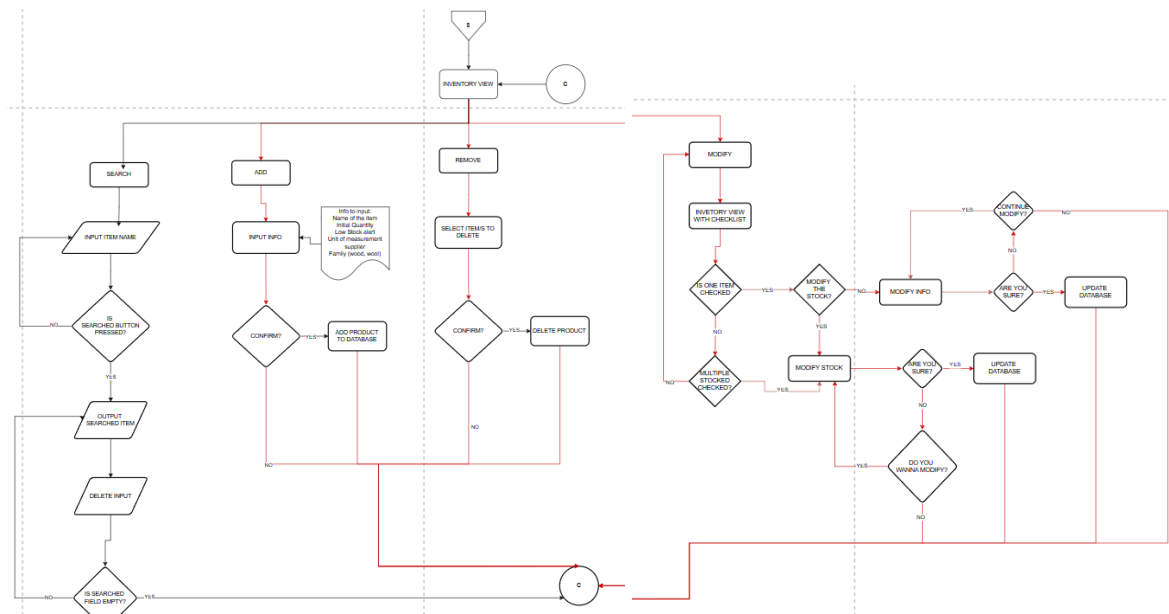 INVENTORY VIEW
C
SEARCH
INPUT ITEM NAME
IS
SEARCHED BUTTON
PRESSED?
NO
YES
OUTPUT
SEARCHED ITEM
DELETE INPUT
IS SEARCHED
FIELD EMPTY?
NO
YES
ADD
INPUT INFO
Info to input:
Name of the item
Initial Quantity
Low Stock alert
Unit of measurement
supplier
Family (wood, wool)
CONFIRM?
YES
ADD PRODUCT
TO DATABASE
NO
REMOVE
SELECT ITEM/S TO
DELETE
CONFIRM?
YES
DELETE PRODUCT
NO
C
MODIFY
INVETORY VIEW
WITH CHECKLIST
IS ONE ITEM
CHECKED
YES
NO
MULTIPLE
STOCKED
CHECKED?
NO
YES
MODIFY
THE
STOCK?
NO
YES
MODIFY STOCK
MODIFY INFO
ARE YOU
SURE?
YES
UPDATE
DATABASE
NO
CONTINUE
MODIFY?
YES
NO
ARE YOU
SURE?
YES
UPDATE
DATABASE
NO
DO YOU
WANNA MODIFY?
YES
NO